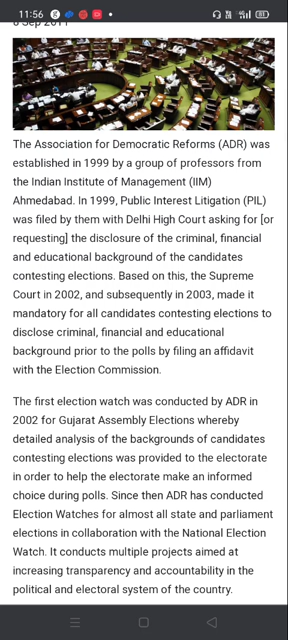 11:56
8 Sep 2011
The Association for Democratic Reforms (ADR) was
established in 1999 by a group of professors from
the Indian Institute of Management (IIM)
Ahmedabad. In 1999, Public Interest Litigation (PIL)
was filed by them with Delhi High Court asking for [or
requesting] the disclosure of the criminal, financial
and educational background of the candidates
contesting elections. Based on this, the Supreme
Court in 2002, and subsequently in 2003, made it
mandatory for all candidates contesting elections to
disclose criminal, financial and educational
background prior to the polls by filing an affidavit
with the Election Commission.
The first election watch was conducted by ADR in
2002 for Gujarat Assembly Elections whereby
detailed analysis of the backgrounds of candidates
contesting elections was provided to the electorate
in order to help the electorate make an informed
choice during polls. Since then ADR has conducted
Election Watches for almost all state and parliament
elections in collaboration with the National Election
Watch. It conducts multiple projects aimed at
increasing transparency and accountability in the
political and electoral system of the country.